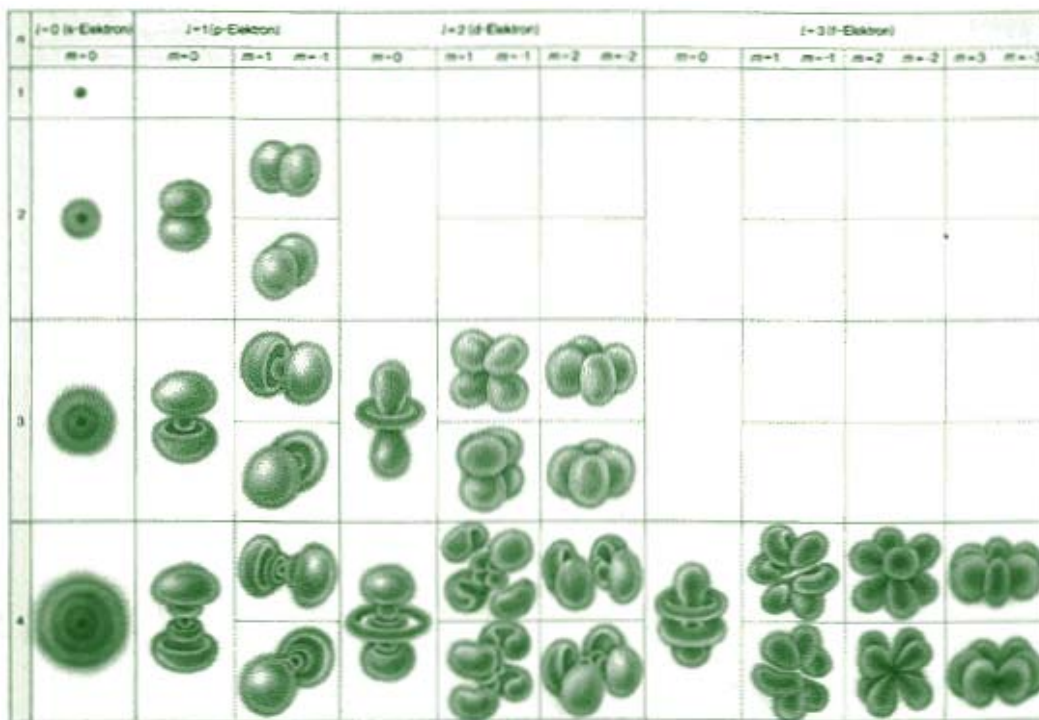 n l=0 (s-Elektron) l=1 (p-Elektron) l=2 (d-Elektron) l=3 (f-Elektron)
m=0 m=0 m=1 m=-1 m=0 m=1 m=-1 m=2 m=-2 m=0 m=1 m=-1 m=2 m=-2 m=3 m=-3
1
2
3
4